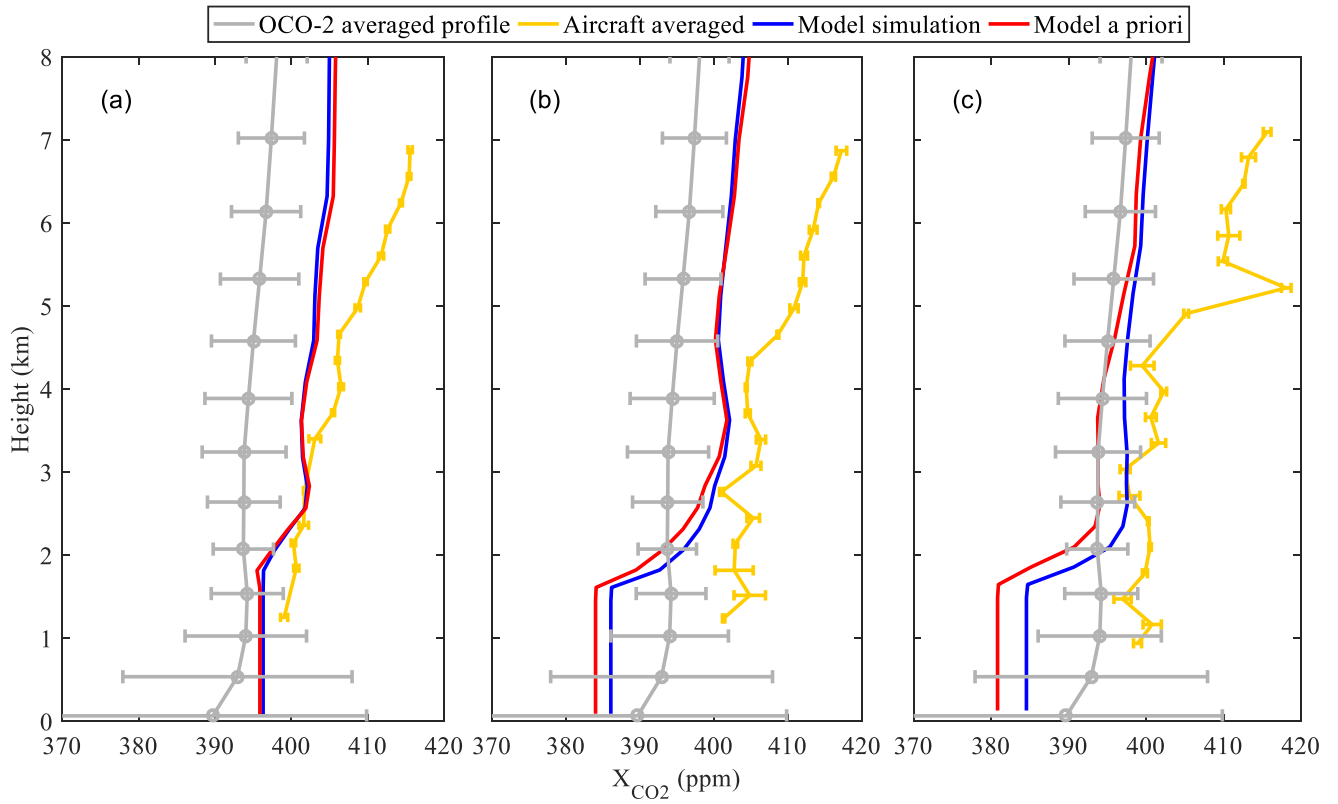 OCO-2 averaged profile Aircraft averaged Model simulation Model a priori
(a) (b) (c)
Height (km)
8
7
6
5
4
3
2
1
0
370 380 390 400 410 420 370 380 390 400 410 420 370 380 390 400 410 420
X_CO2 (ppm)